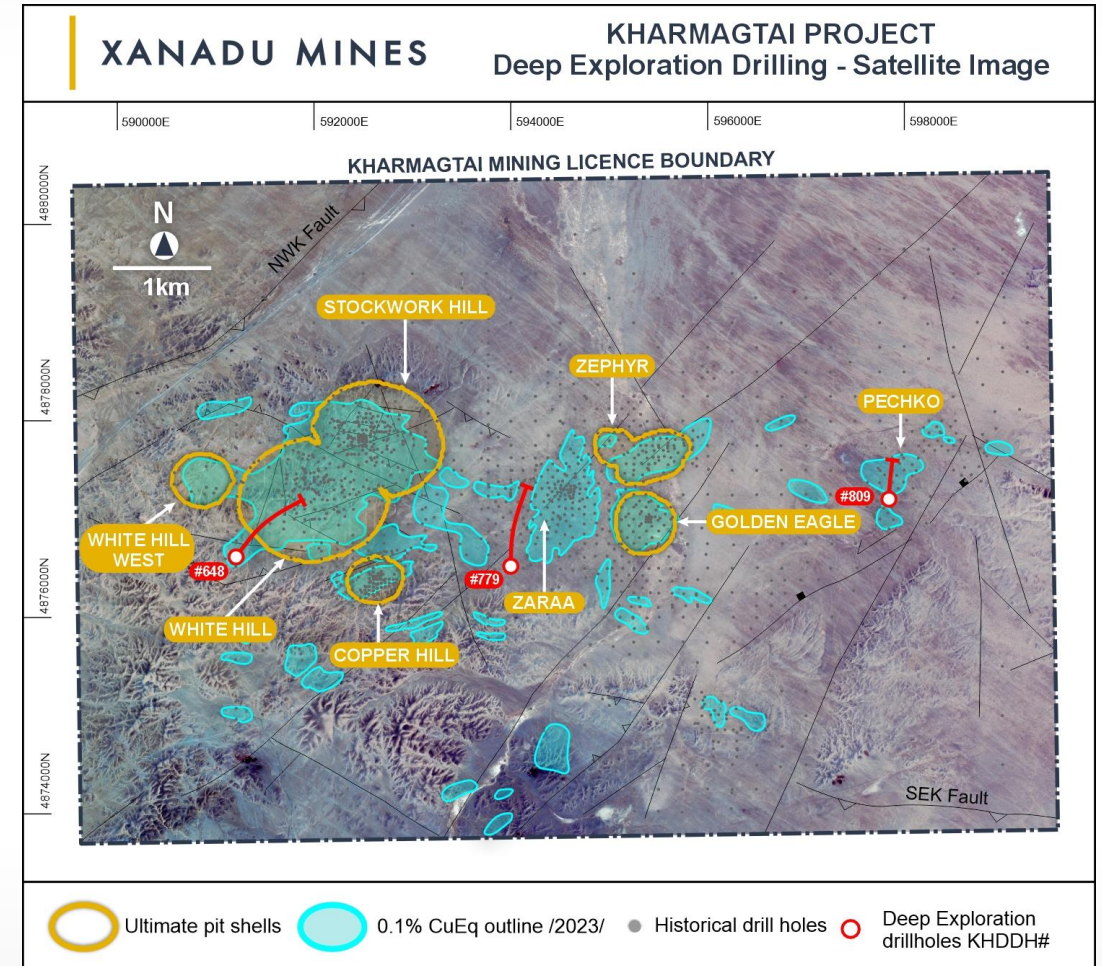 XANADU MINES
KHARMAGTAI PROJECT
Deep Exploration Drilling - Satellite Image
590000E
592000E
594000E
596000E
598000E
KHARMAGTAI MINING LICENCE BOUNDARY
4880000N
4878000N
4876000N
4874000N
N
1km
NWK Fault
STOCKWORK HILL
ZEPHYR
PECHKO
#809
GOLDEN EAGLE
WHITE HILL
WEST
#648
#779
ZARAA
WHITE HILL
COPPER HILL
SEK Fault
Ultimate pit shells
0.1% CuEq outline /2023/
Historical drill holes
Deep Exploration
drillholes KHDDH#